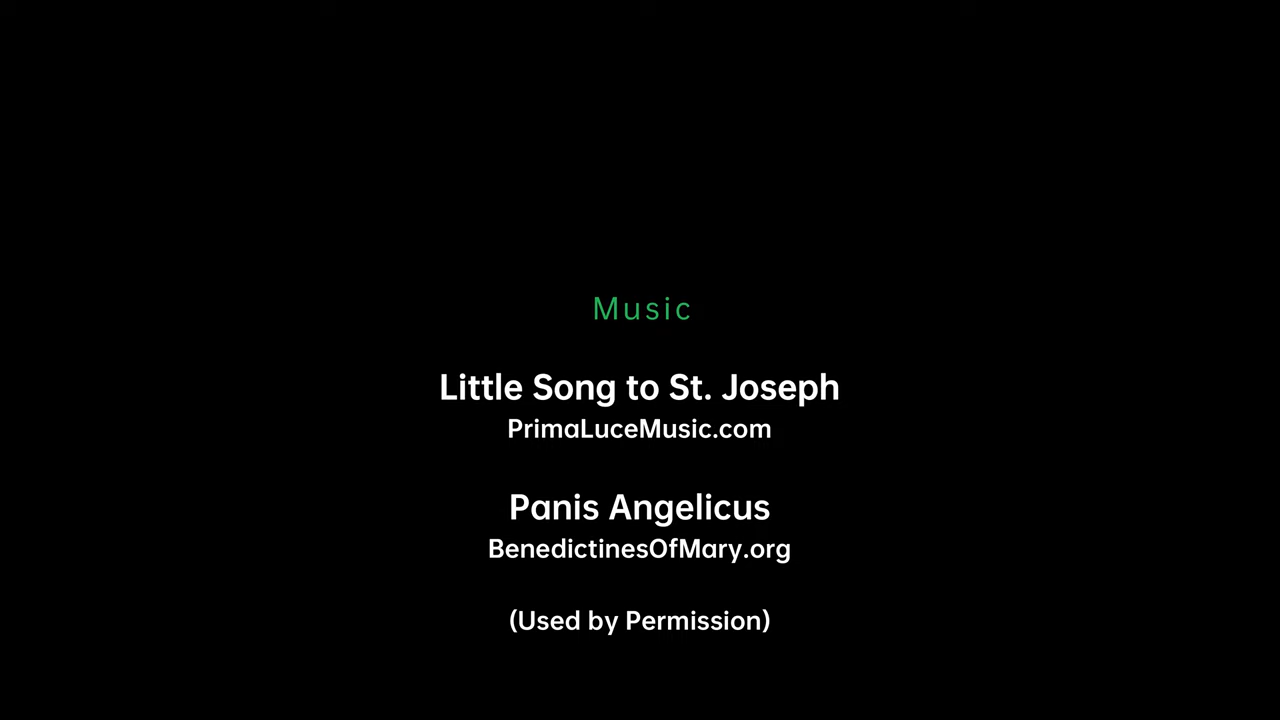 Music
Little Song to St. Joseph
PrimaLuceMusic.com
Panis Angelicus
BenedictinesOfMary.org
(Used by Permission)